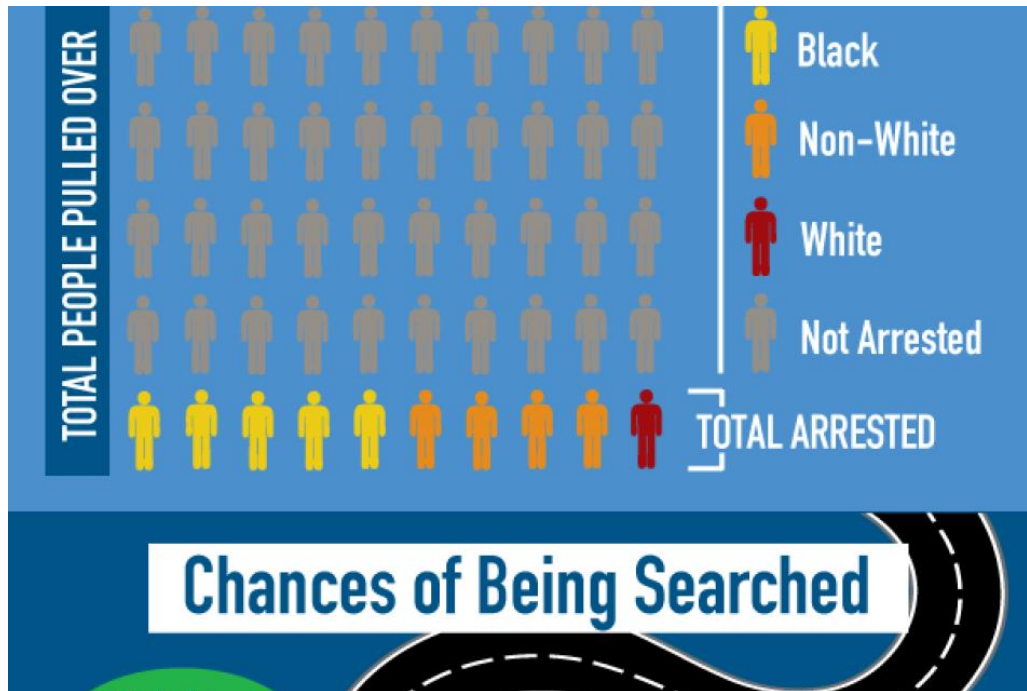 TOTAL PEOPLE PULLED OVER
Black
Non-White
White
Not Arrested
TOTAL ARRESTED
Chances of Being Searched